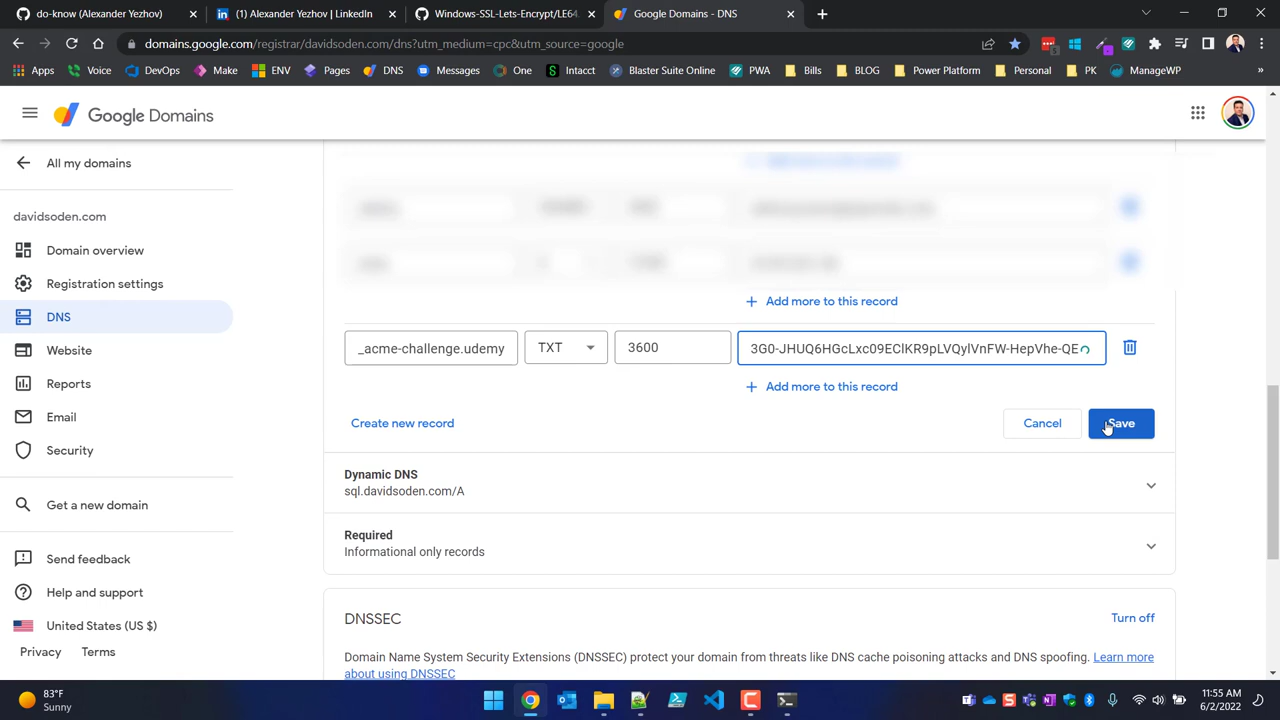 do-know (Alexander Yezhov)
(1) Alexander Yezhov | LinkedIn
Windows-SSL-Lets-Encrypt/LE64.
Google Domains - DNS
domains.google.com/registrar/davidsoden.com/dns?utm_medium=cpc&utm_source=google
Apps
Voice
DevOps
Make
ENV
Pages
DNS
Messages
One
Intacct
Blaster Suite Online
PWA
Bills
BLOG
Power Platform
Personal
PK
ManageWP
Google Domains
All my domains
davidsoden.com
Domain overview
Registration settings
DNS
Website
Reports
Email
Security
Get a new domain
Send feedback
Help and support
United States (US $)
Privacy Terms
Add more to this record
_acme-challenge.udemy TXT 3600 3G0-JHUQ6HGcLxc09EClKR9pLVQylVnFW-HepVhe-QE
Add more to this record
Create new record
Cancel
Save
Dynamic DNS
sql.davidsoden.com/A
Required
Informational only records
DNSSEC
Turn off
Domain Name System Security Extensions (DNSSEC) protect your domain from threats like DNS cache poisoning attacks and DNS spoofing. Learn more
about using DNSSEC
83°F
Sunny
11:55 AM
6/2/2022